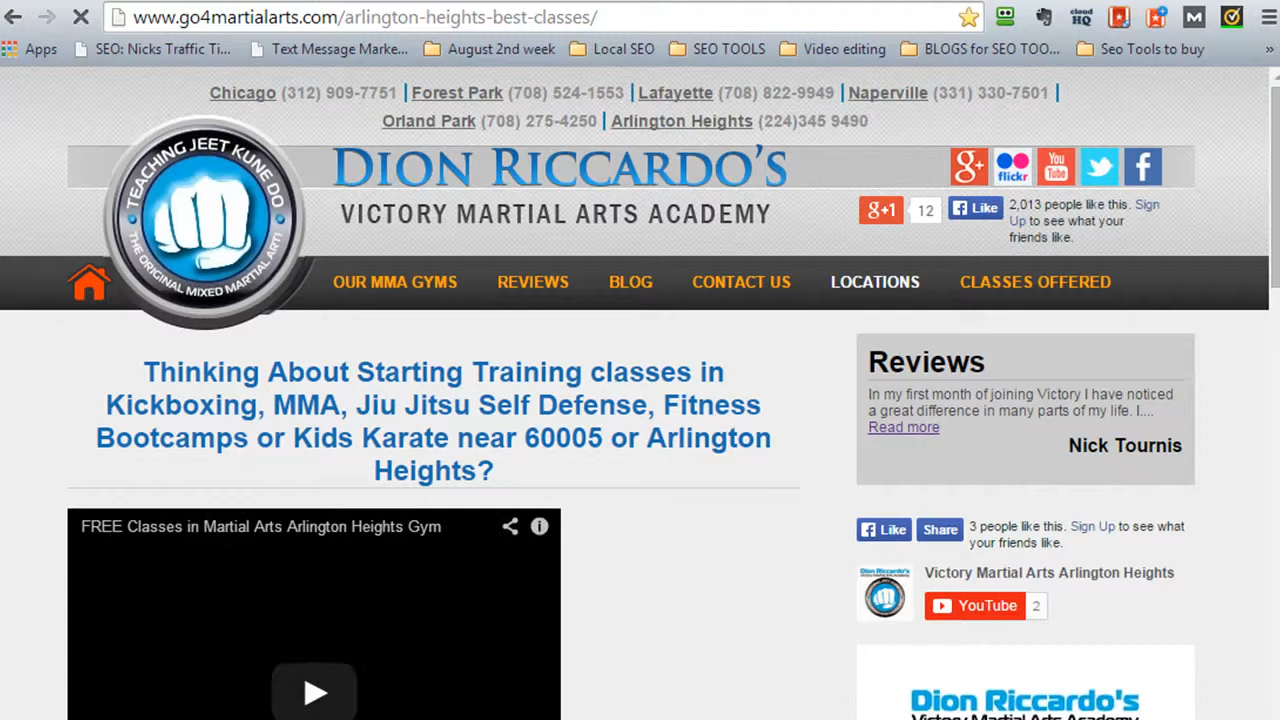 www.go4martialarts.com/arlington-heights-best-classes/
cloud HQ
M
Apps SEO: Nicks Traffic Ti... Text Message Marke... August 2nd week Local SEO SEO TOOLS Video editing BLOGS for SEO TOO... Seo Tools to buy »
Chicago (312) 909-7751 | Forest Park (708) 524-1553 | Lafayette (708) 822-9949 | Naperville (331) 330-7501 |
Orland Park (708) 275-4250 | Arlington Heights (224)345 9490
TEACHING JEET KUNE DO
THE ORIGINAL MIXED MARTIAL ART!
DION RICCARDO'S
VICTORY MARTIAL ARTS ACADEMY
g+ flickr You Tube f
g+1 12 Like 2,013 people like this. Sign
Up to see what your
friends like.
OUR MMA GYMS REVIEWS BLOG CONTACT US LOCATIONS CLASSES OFFERED
Thinking About Starting Training classes in
Kickboxing, MMA, Jiu Jitsu Self Defense, Fitness
Bootcamps or Kids Karate near 60005 or Arlington
Heights?
FREE Classes in Martial Arts Arlington Heights Gym
Reviews
In my first month of joining Victory I have noticed
a great difference in many parts of my life. I....
Read more
Nick Tournis
Like Share 3 people like this. Sign Up to see what
your friends like.
Dion Riccardo's
Victory Martial Arts Arlington Heights
YouTube 2
Dion Riccardo's
Victory Martial Arts Academy